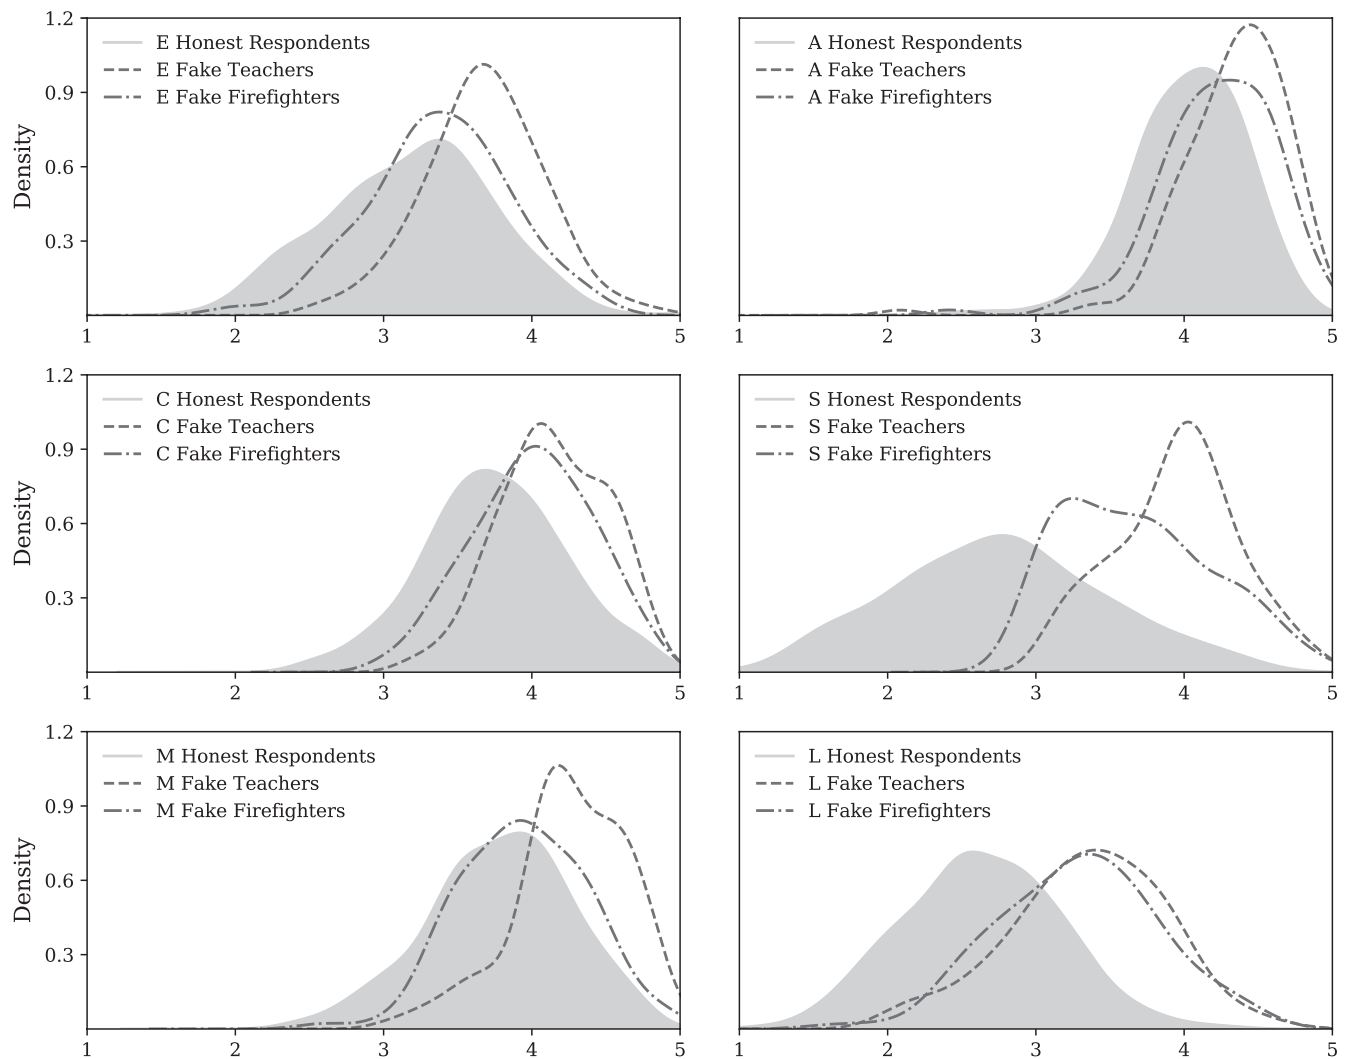 1.2
E Honest Respondents
E Fake Teachers
E Fake Firefighters
0.9
0.6
0.3
Density
1 2 3 4 5
A Honest Respondents
A Fake Teachers
A Fake Firefighters
1 2 3 4 5
1.2
C Honest Respondents
C Fake Teachers
C Fake Firefighters
0.9
0.6
0.3
Density
1 2 3 4 5
S Honest Respondents
S Fake Teachers
S Fake Firefighters
1 2 3 4 5
1.2
M Honest Respondents
M Fake Teachers
M Fake Firefighters
0.9
0.6
0.3
Density
1 2 3 4 5
L Honest Respondents
L Fake Teachers
L Fake Firefighters
1 2 3 4 5